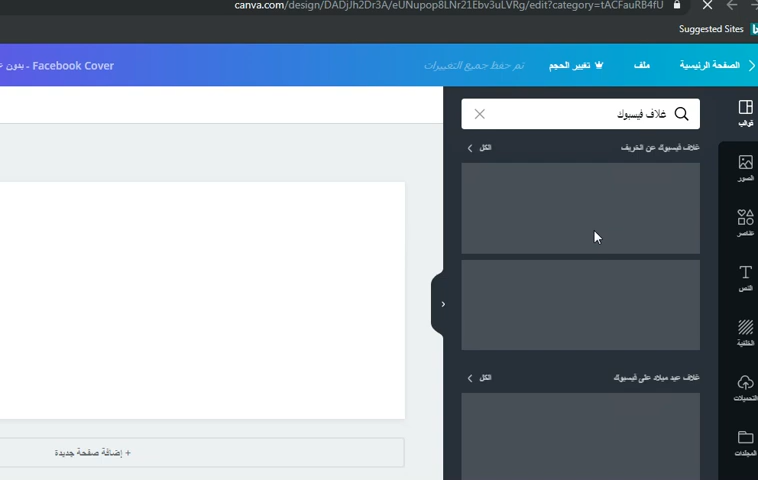 canva.com/design/DADjJh2Dr3A/eUNupop8LNr21Ebv3uLVRg/edit?category=tACFauRB4fU
Suggested Sites
الصفحة الرئيسية
ملف
تغيير الحجم
تم حفظ جميع التغييرات
Facebook Cover - بدون
غلاف فيسبوك
قوالب
غلاف فيسبوك عن الخريف
الكل
الصور
عناصر
النص
الخلفية
غلاف عيد ميلاد على فيسبوك
الكل
التحميلات
المجلدات
+ إضافة صفحة جديدة